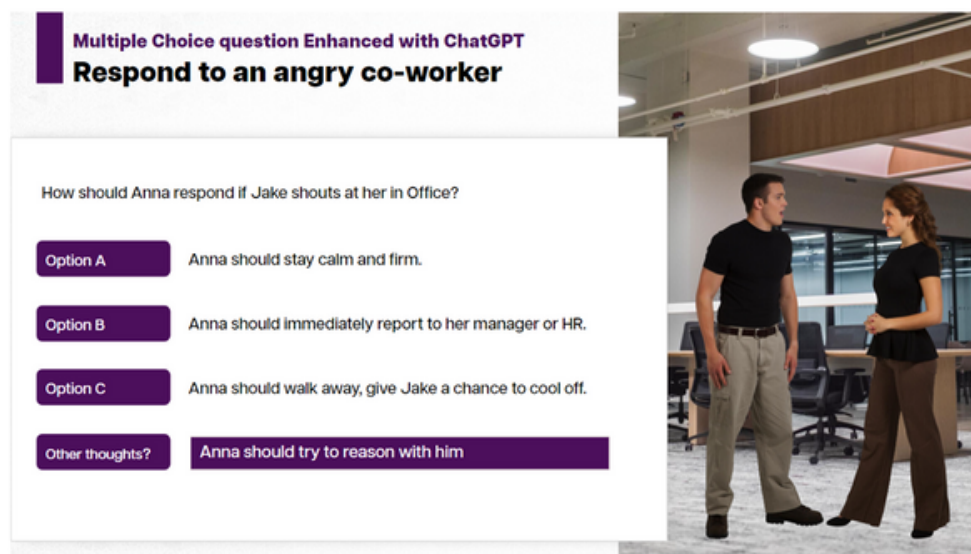 Multiple Choice question Enhanced with ChatGPT
Respond to an angry co-worker
How should Anna respond if Jake shouts at her in Office?
Option A
Anna should stay calm and firm.
Option B
Anna should immediately report to her manager or HR.
Option C
Anna should walk away, give Jake a chance to cool off.
Other thoughts?
Anna should try to reason with him